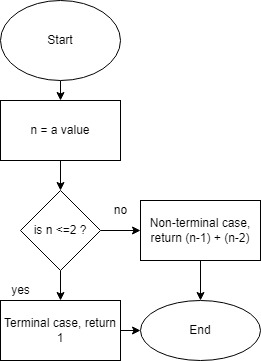 Start
n = a value
is n <=2 ?
no
Non-terminal case,
return (n-1) + (n-2)
yes
Terminal case, return
1
End